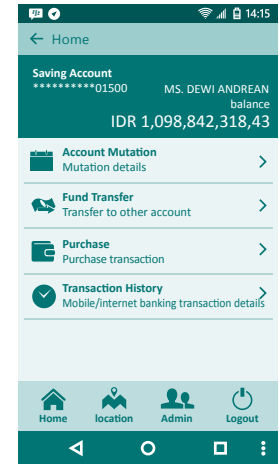 14:15
Home
Saving Account
**********01500
MS. DEWI ANDREAN
balance
IDR 1,098,842,318,43
Account Mutation
Mutation details
Fund Transfer
Transfer to other account
Purchase
Purchase transaction
Transaction History
Mobile/internet banking transaction details
Home location Admin Logout